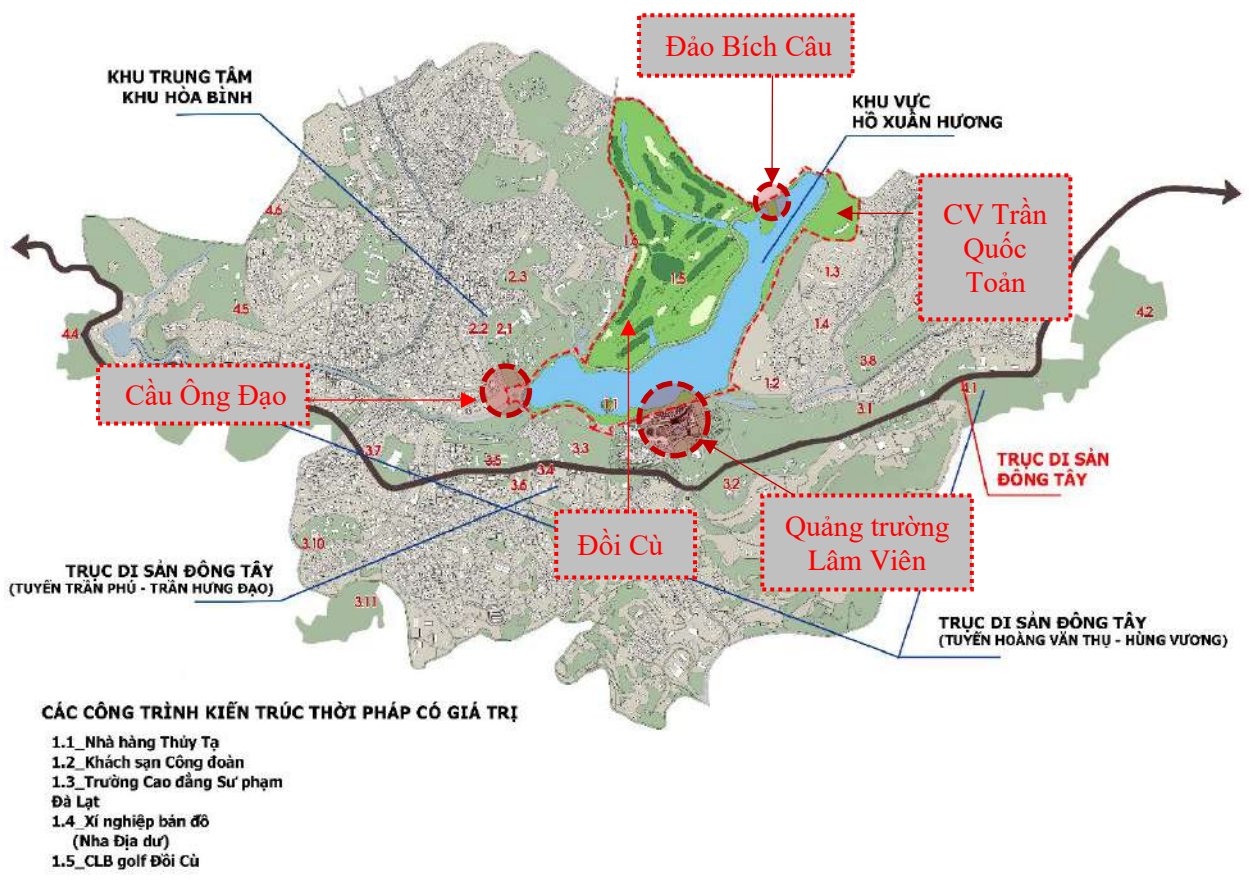 Đảo Bích Câu
KHU TRUNG TÂM
KHU HÒA BÌNH
KHU VỰC
HỒ XUÂN HƯƠNG
CV Trần
Quốc
Toản
4.6
1.6
2.3
1.5
1.3
4.5
4.4
2.2
2.1
1.4
4.2
3.8
Cầu Ông Đạo
1.2
1.1
3.1
4.1
3.7
3.5
3.3
3.4
3.6
3.2
TRỤC DI SẢN
ĐÔNG TÂY
Đồi Cù
Quảng trường
Lâm Viên
3.10
3.11
TRỤC DI SẢN ĐÔNG TÂY
(TUYẾN TRẦN PHÚ - TRẦN HƯNG ĐẠO)
TRỤC DI SẢN ĐÔNG TÂY
(TUYẾN HOÀNG VĂN THỤ - HÙNG VƯƠNG)
CÁC CÔNG TRÌNH KIẾN TRÚC THỜI PHÁP CÓ GIÁ TRỊ
1.1_Nhà hàng Thủy Tạ
1.2_Khách sạn Công đoàn
1.3_Trường Cao đẳng Sư phạm
Đà Lạt
1.4_Xí nghiệp bản đồ
(Nha Địa dư)
1.5_CLB golf Đồi Cù